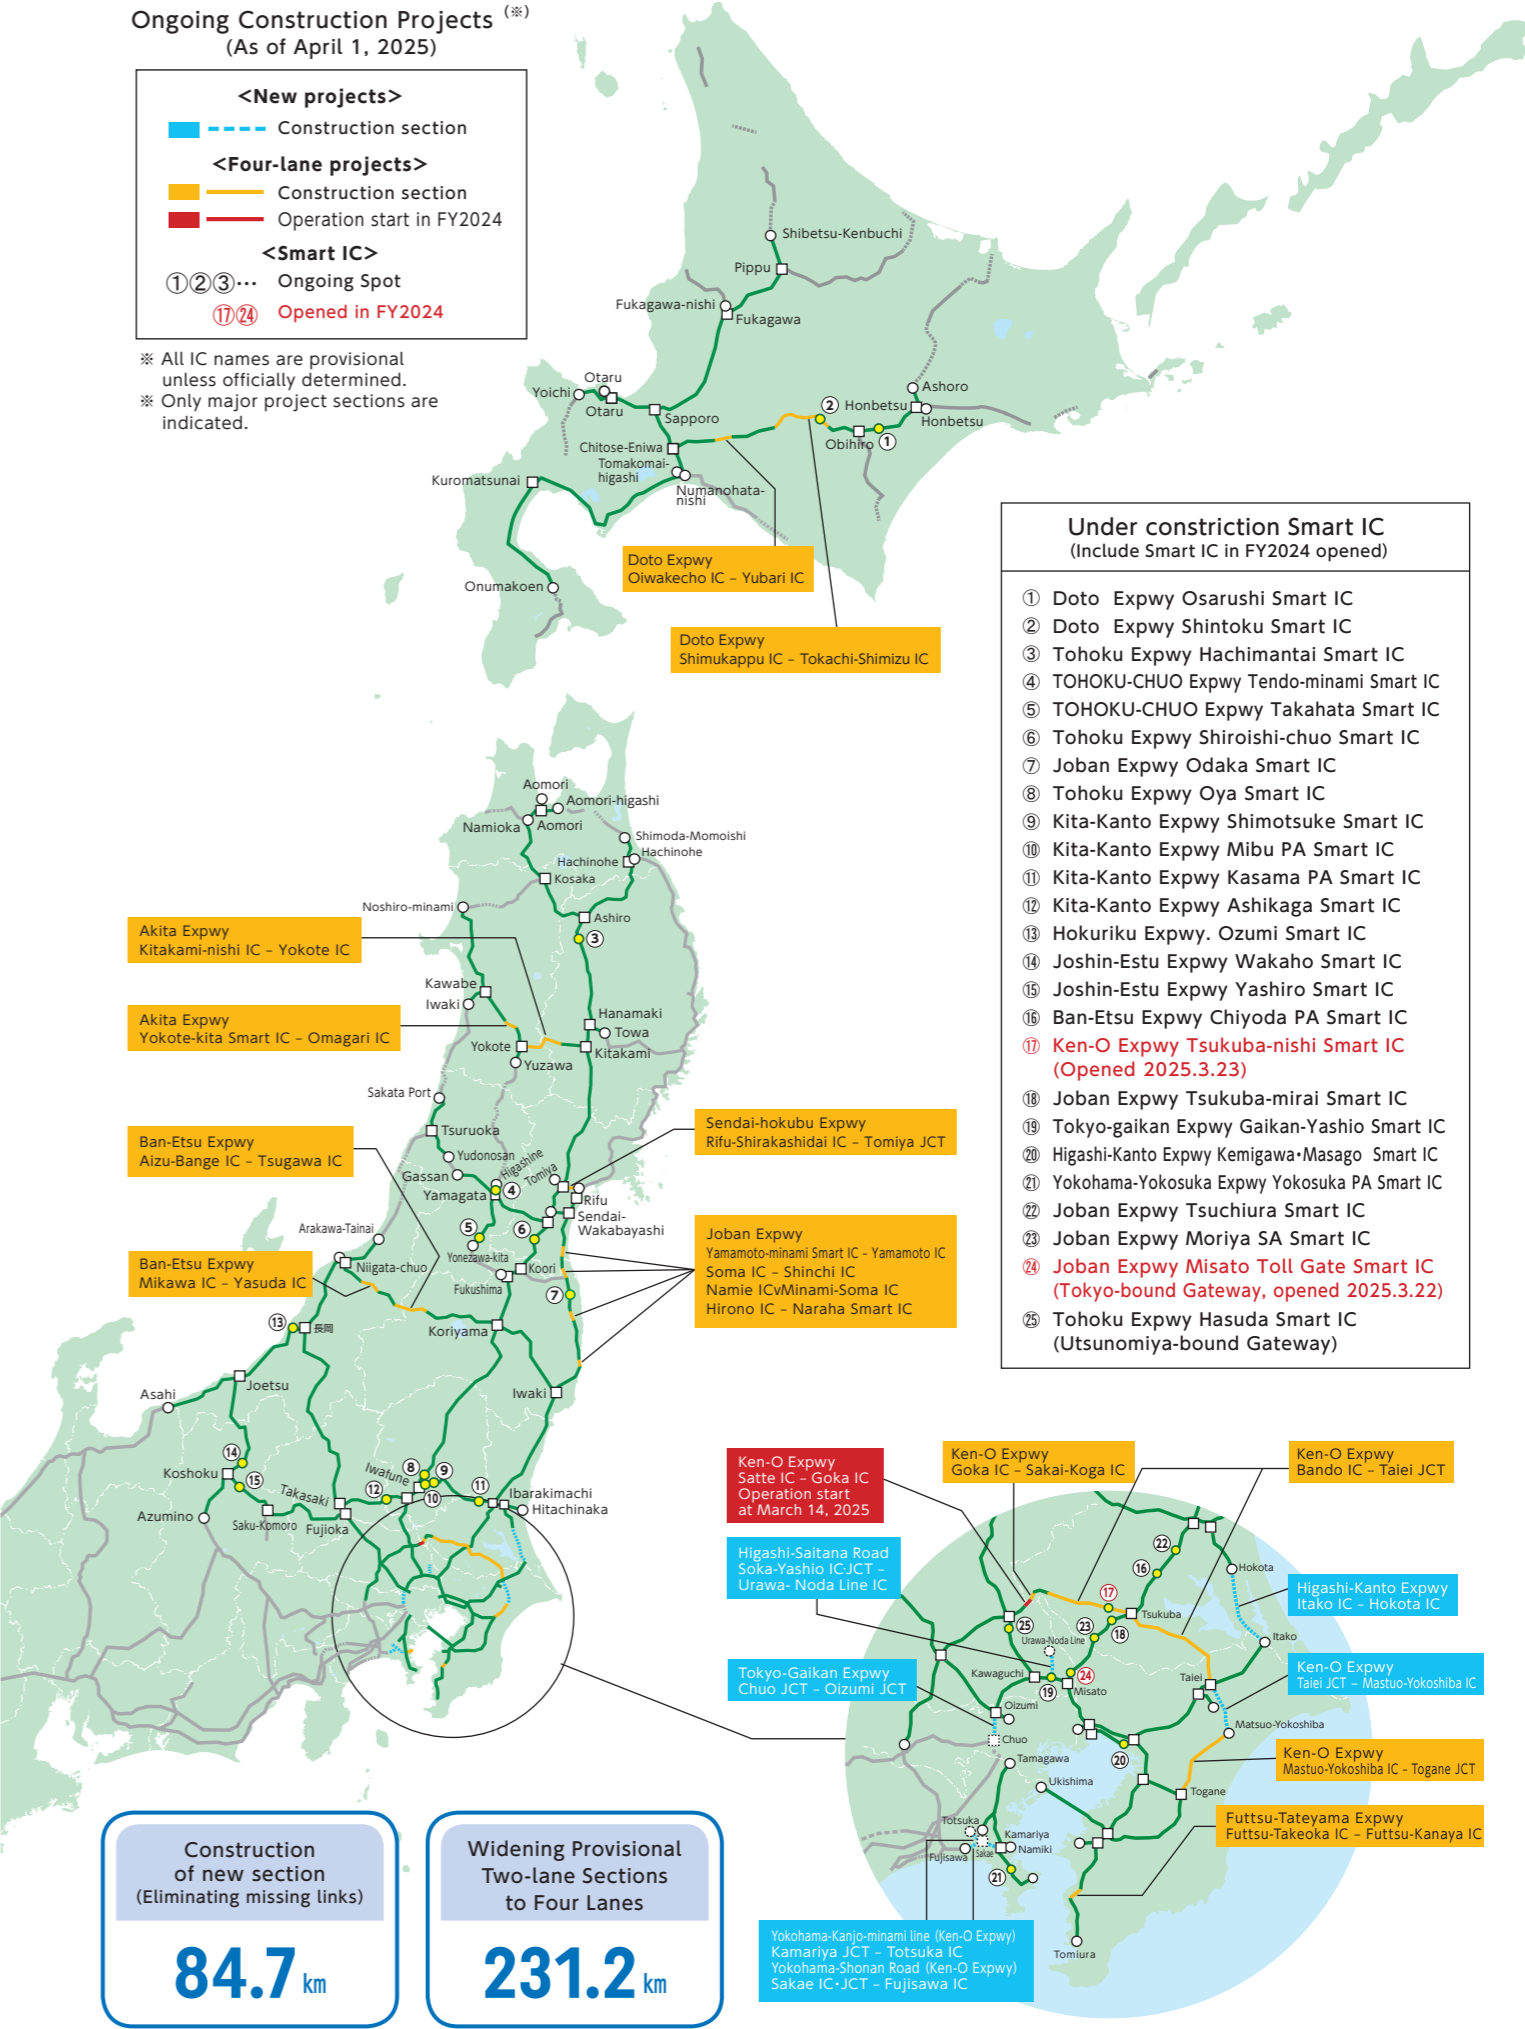 Ongoing Construction Projects (※)
(As of April 1, 2025)
<New projects>
Construction section
<Four-lane projects>
Construction section
Operation start in FY2024
<Smart IC>
①②③… Ongoing Spot
⑰㉔ Opened in FY2024
※ All IC names are provisional
unless officially determined.
※ Only major project sections are
indicated.
Shibetsu-Kenbuchi
Pippu
Fukagawa-nishi
Fukagawa
Otaru
Yoichi
Otaru
Sapporo
Ashoro
② Honbetsu
Honbetsu
Obihiro ①
Chitose-Eniwa
Tomakomai-
higashi
Kuromatsunai
Numanohata-
nishi
Onumakoen
Doto Expwy
Oiwakecho IC – Yubari IC
Doto Expwy
Shimukappu IC – Tokachi-Shimizu IC
Under constriction Smart IC
(Include Smart IC in FY2024 opened)
① Doto Expwy Osarushi Smart IC
② Doto Expwy Shintoku Smart IC
③ Tohoku Expwy Hachimantai Smart IC
④ TOHOKU-CHUO Expwy Tendo-minami Smart IC
⑤ TOHOKU-CHUO Expwy Takahata Smart IC
⑥ Tohoku Expwy Shiroishi-chuo Smart IC
⑦ Joban Expwy Odaka Smart IC
⑧ Tohoku Expwy Oya Smart IC
⑨ Kita-Kanto Expwy Shimotsuke Smart IC
⑩ Kita-Kanto Expwy Mibu PA Smart IC
⑪ Kita-Kanto Expwy Kasama PA Smart IC
⑫ Kita-Kanto Expwy Ashikaga Smart IC
⑬ Hokuriku Expwy. Ozumi Smart IC
⑭ Joshin-Estu Expwy Wakaho Smart IC
⑮ Joshin-Estu Expwy Yashiro Smart IC
⑯ Ban-Etsu Expwy Chiyoda PA Smart IC
⑰ Ken-O Expwy Tsukuba-nishi Smart IC
(Opened 2025.3.23)
⑱ Joban Expwy Tsukuba-mirai Smart IC
⑲ Tokyo-gaikan Expwy Gaikan-Yashio Smart IC
⑳ Higashi-Kanto Expwy Kemigawa・Masago Smart IC
㉑ Yokohama-Yokosuka Expwy Yokosuka PA Smart IC
㉒ Joban Expwy Tsuchiura Smart IC
㉓ Joban Expwy Moriya SA Smart IC
㉔ Joban Expwy Misato Toll Gate Smart IC
(Tokyo-bound Gateway, opened 2025.3.22)
㉕ Tohoku Expwy Hasuda Smart IC
(Utsunomiya-bound Gateway)
Aomori
Aomori-higashi
Namioka
Aomori
Shimoda-Momoishi
Hachinohe
Hachinohe
Kosaka
Noshiro-minami
Ashiro
③
Akita Expwy
Kitakami-nishi IC – Yokote IC
Kawabe
Iwaki
Hanamaki
Towa
Akita Expwy
Yokote-kita Smart IC – Omagari IC
Yokote
Kitakami
Yuzawa
Sakata Port
Tsuruoka
Ban-Etsu Expwy
Aizu-Bange IC – Tsugawa IC
Sendai-hokubu Expwy
Rifu-Shirakashidai IC – Tomiya JCT
Yudonosan
Gassan
Higashine
Tomiya
Yamagata
④
Rifu
Sendai-
Wakabayashi
⑤
⑥
Arakawa-Tainai
Yonezawa-kita
Niigata-chuo
Koori
Fukushima
⑦
Ban-Etsu Expwy
Mikawa IC – Yasuda IC
Joban Expwy
Yamamoto-minami Smart IC – Yamamoto IC
Soma IC – Shinchi IC
Namie ICvMinami-Soma IC
Hirono IC – Naraha Smart IC
⑬ 長岡
Koriyama
Joetsu
Asahi
Iwaki
⑭
Koshoku
⑮
Takasaki
Iwafune
⑧
⑨
⑩
⑪
⑫
Ibarakimachi
Hitachinaka
Azumino
Saku-Komoro
Fujioka
Ken-O Expwy
Satte IC – Goka IC
Operation start
at March 14, 2025
Ken-O Expwy
Goka IC – Sakai-Koga IC
Ken-O Expwy
Bando IC – Taiei JCT
Higashi-Saitana Road
Soka-Yashio IC·JCT –
Urawa- Noda Line IC
Tokyo-Gaikan Expwy
Chuo JCT – Oizumi JCT
㉒
⑯
Hokota
Higashi-Kanto Expwy
Itako IC – Hokota IC
⑰
Tsukuba
㉕
㉓
⑱
Urawa-Noda Line
Itako
Kawaguchi
㉔
⑲
Misato
Taiei
Ken-O Expwy
Taiei JCT – Mastuo-Yokoshiba IC
Oizumi
Chuo
Matsuo-Yokoshiba
⑳
Tamagawa
Ukishima
Ken-O Expwy
Mastuo-Yokoshiba IC – Togane JCT
Togane
Totsuka
Kamariya
Namiki
Fujisawa
Sakae
㉑
Futtsu-Tateyama Expwy
Futtsu-Takeoka IC – Futtsu-Kanaya IC
Yokohama-Kanjo-minami line (Ken-O Expwy)
Kamariya JCT – Totsuka IC
Yokohama-Shonan Road (Ken-O Expwy)
Sakae IC・JCT – Fujisawa IC
Tomiura
Construction
of new section
(Eliminating missing links)
84.7 km
Widening Provisional
Two-lane Sections
to Four Lanes
231.2 km